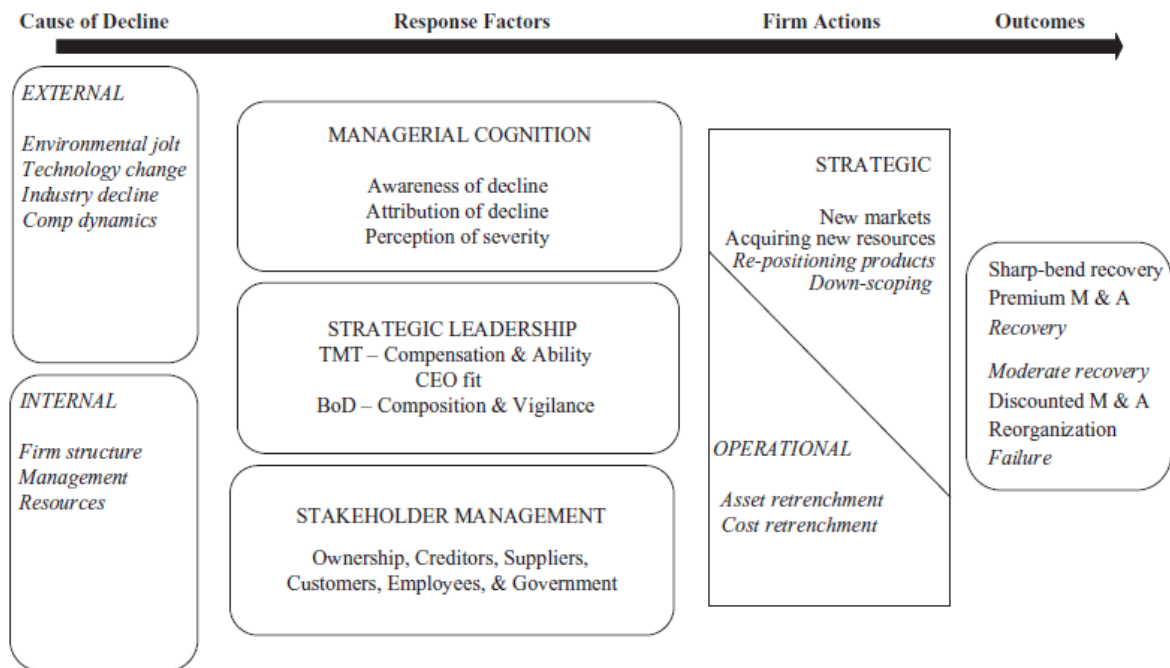 Cause of Decline
Response Factors
Firm Actions
Outcomes
EXTERNAL
Environmental jolt
Technology change
Industry decline
Comp dynamics
INTERNAL
Firm structure
Management
Resources
MANAGERIAL COGNITION
Awareness of decline
Attribution of decline
Perception of severity
STRATEGIC LEADERSHIP
TMT – Compensation & Ability
CEO fit
BoD – Composition & Vigilance
STAKEHOLDER MANAGEMENT
Ownership, Creditors, Suppliers,
Customers, Employees, & Government
STRATEGIC
New markets
Acquiring new resources
Re-positioning products
Down-scoping
OPERATIONAL
Asset retrenchment
Cost retrenchment
Sharp-bend recovery
Premium M & A
Recovery
Moderate recovery
Discounted M & A
Reorganization
Failure